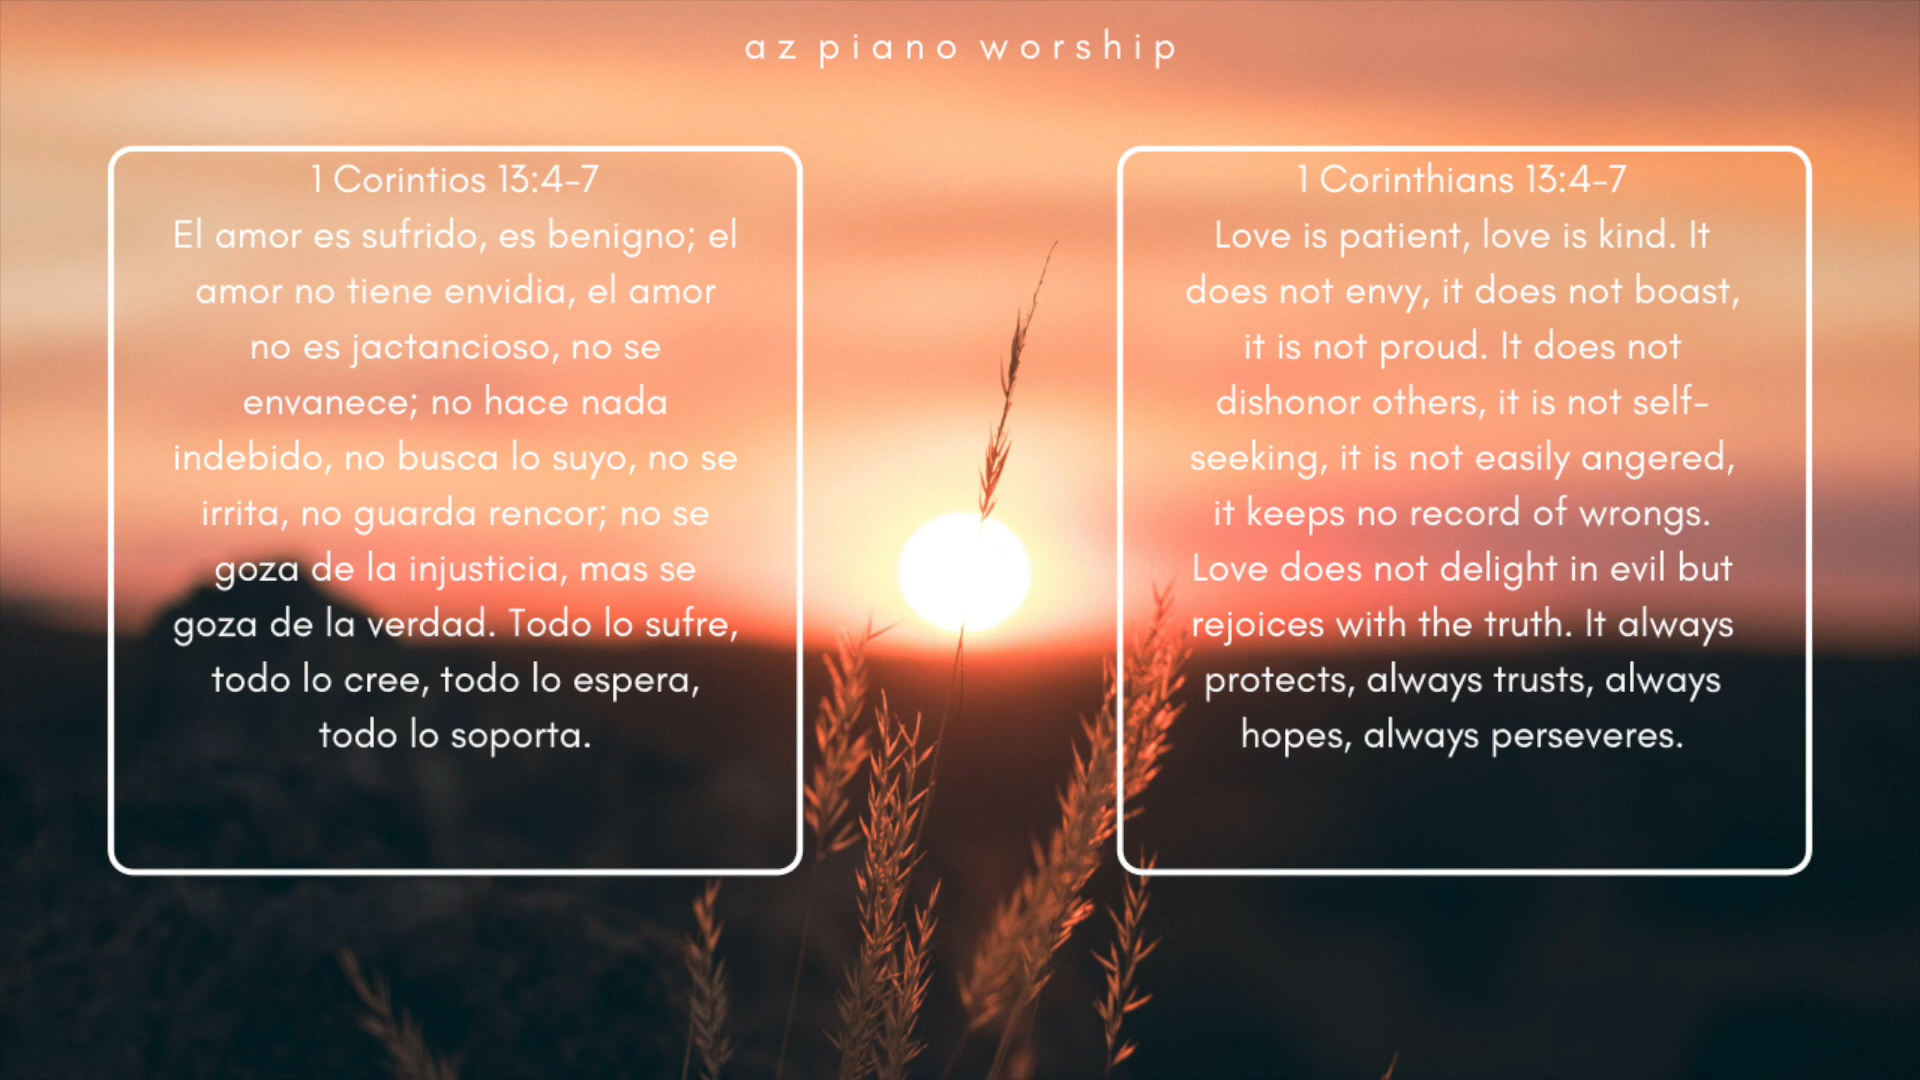 az piano worship
1 Corintios 13:4-7
El amor es sufrido, es benigno; el
amor no tiene envidia, el amor
no es jactancioso, no se
envanece; no hace nada
indebido, no busca lo suyo, no se
irrita, no guarda rencor; no se
goza de la injusticia, mas se
goza de la verdad. Todo lo sufre,
todo lo cree, todo lo espera,
todo lo soporta.
1 Corinthians 13:4-7
Love is patient, love is kind. It
does not envy, it does not boast,
it is not proud. It does not
dishonor others, it is not self-
seeking, it is not easily angered,
it keeps no record of wrongs.
Love does not delight in evil but
rejoices with the truth. It always
protects, always trusts, always
hopes, always perseveres.